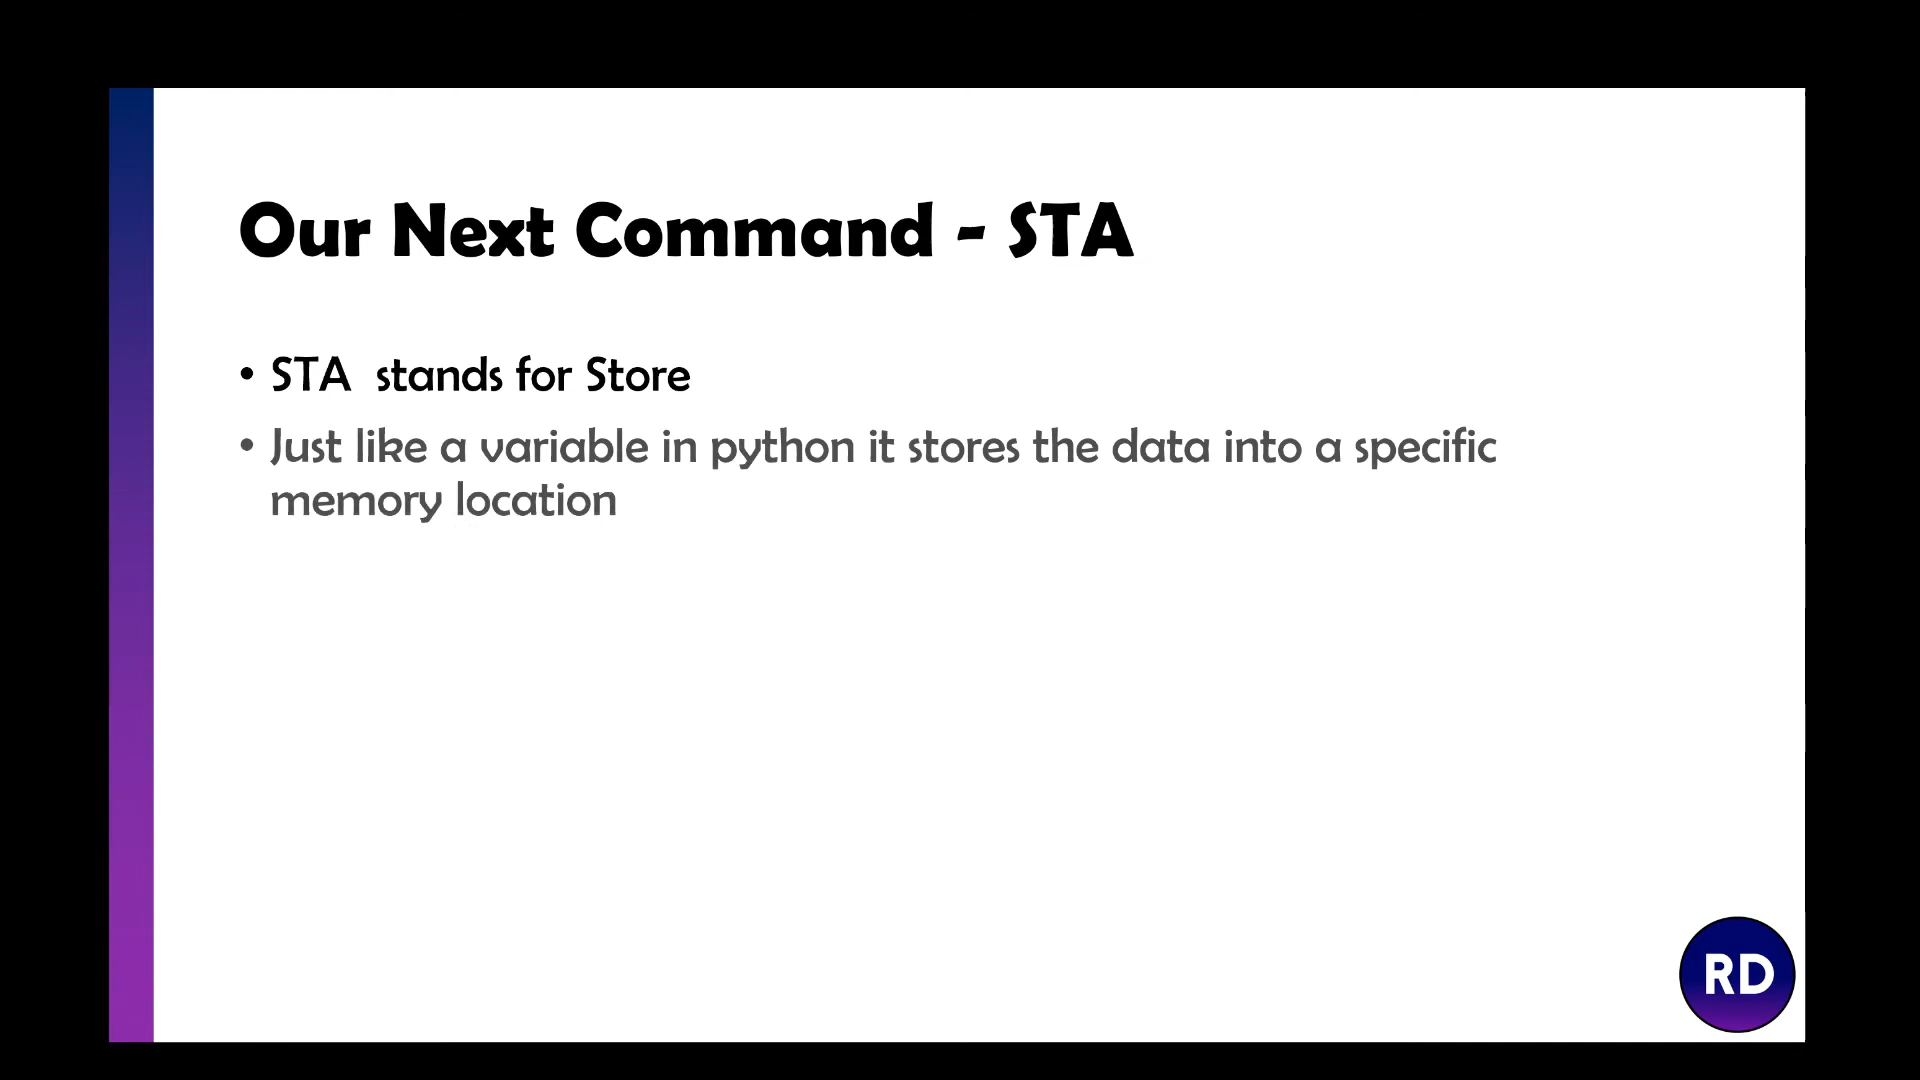 Our Next Command - STA
• STA stands for Store
• Just like a variable in python it stores the data into a specific
memory location
RD